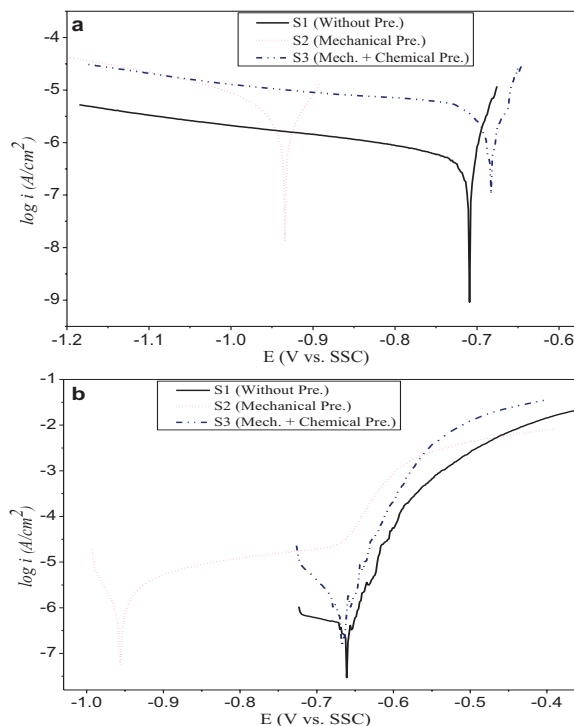 a
S1 (Without Pre.)
S2 (Mechanical Pre.)
S3 (Mech. + Chemical Pre.)
-4
-5
-6
-7
-8
-9
log i (A/cm²)
-1.2 -1.1 -1.0 -0.9 -0.8 -0.7 -0.6
E (V vs. SSC)
b
S1 (Without Pre.)
S2 (Mechanical Pre.)
S3 (Mech. + Chemical Pre.)
-1
-2
-3
-4
-5
-6
-7
log i (A/cm²)
-1.0 -0.9 -0.8 -0.7 -0.6 -0.5 -0.4
E (V vs. SSC)